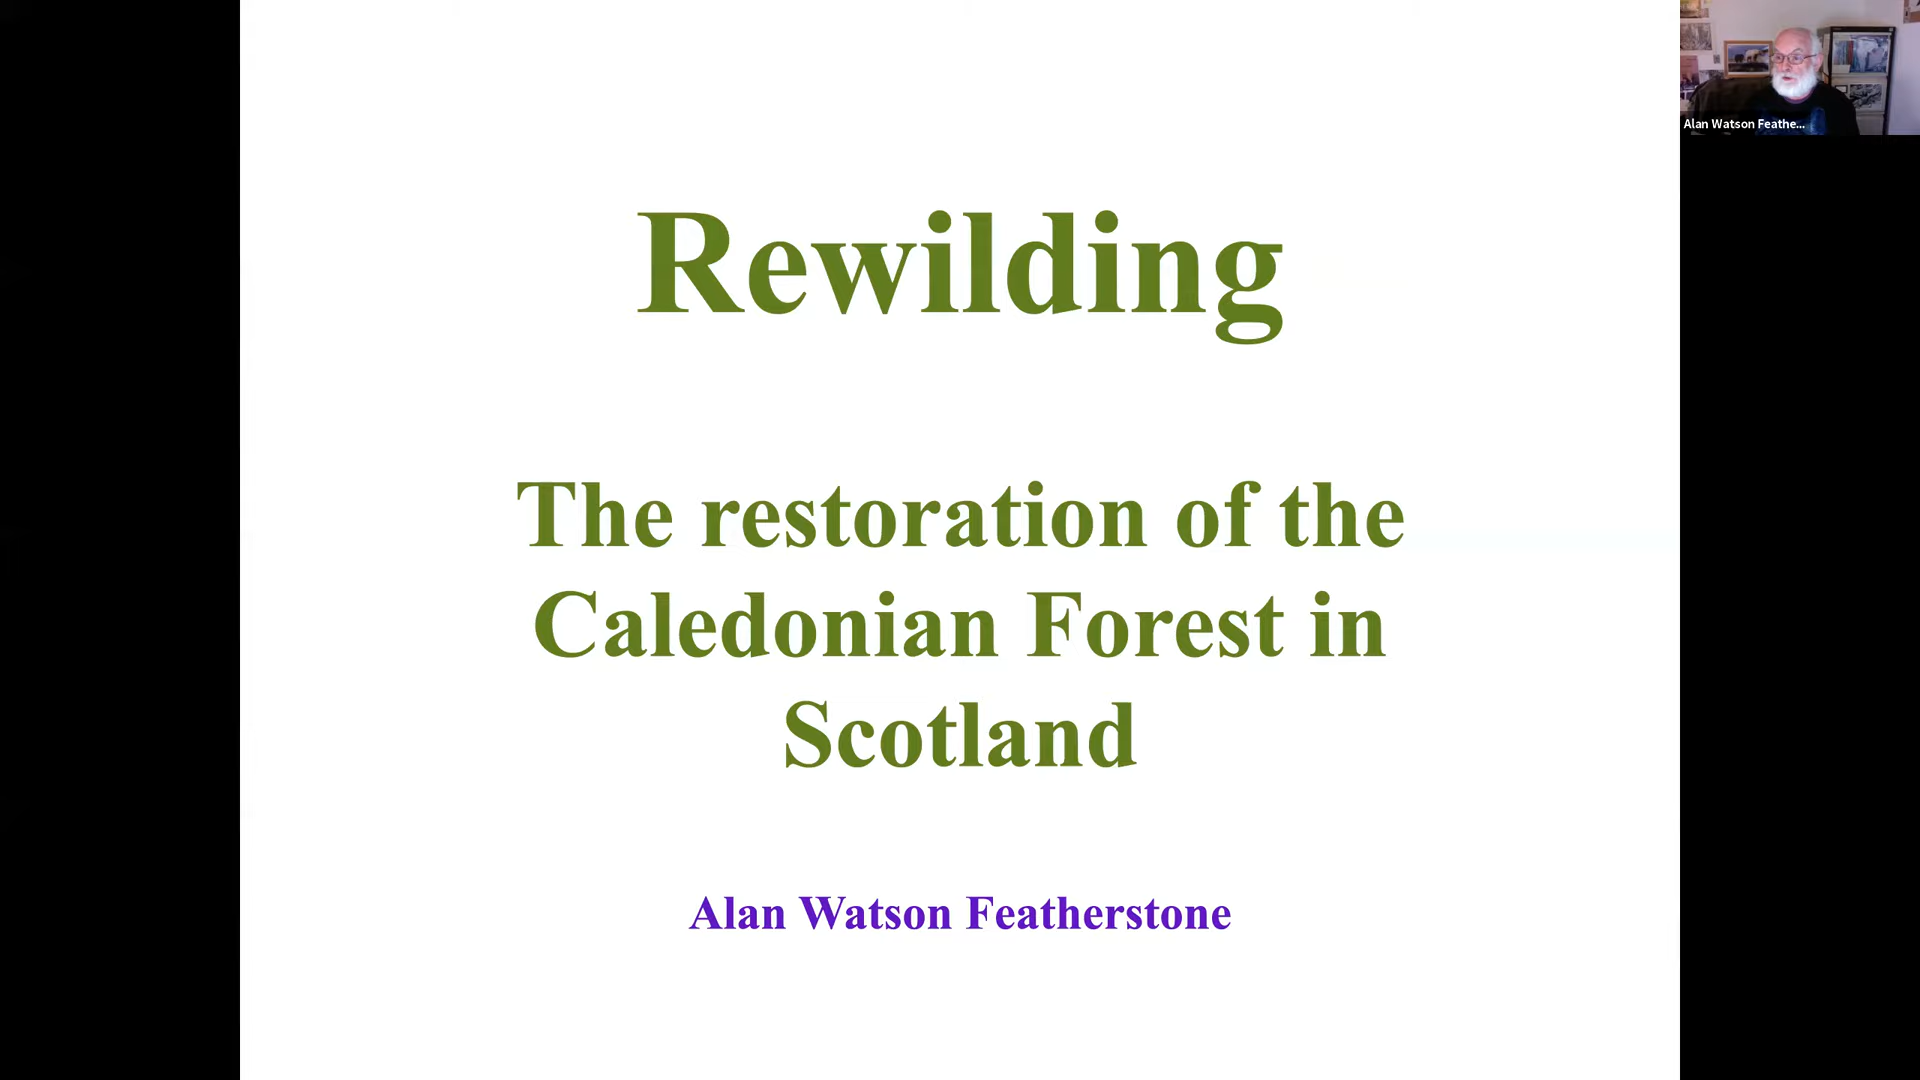 Rewilding
The restoration of the
Caledonian Forest in
Scotland
Alan Watson Featherstone
Alan Watson Feathe...